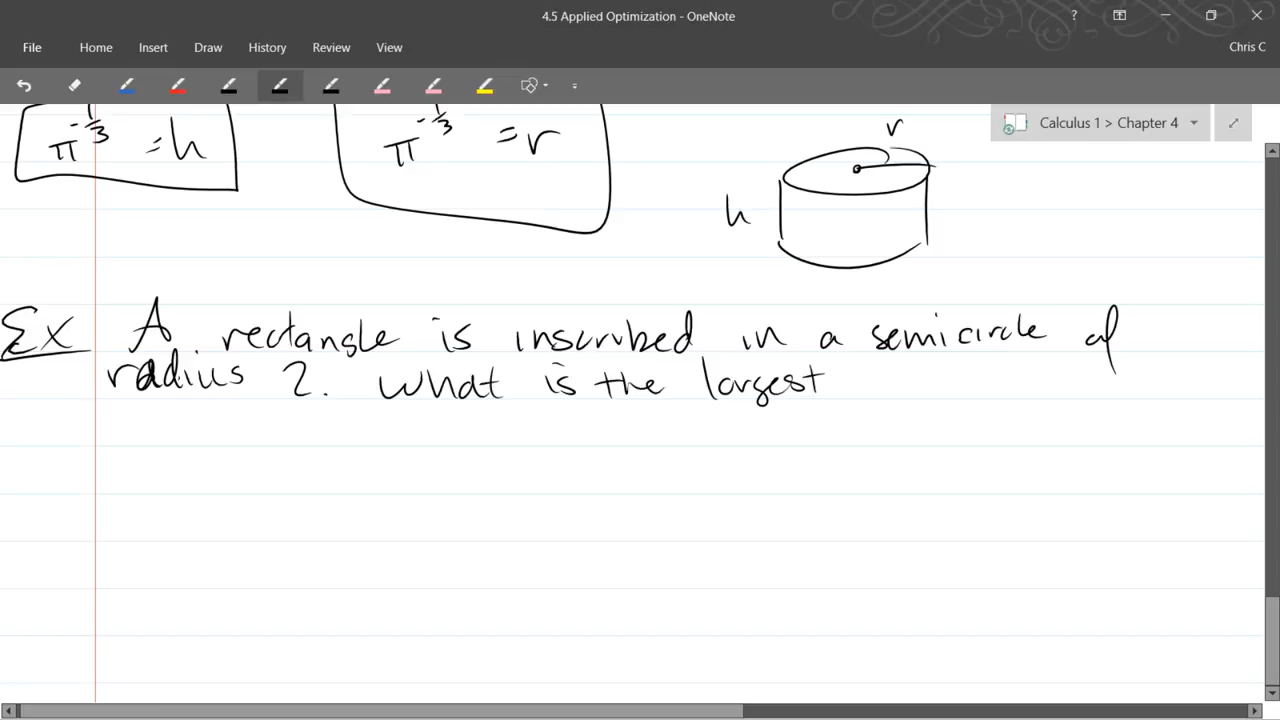 4.5 Applied Optimization - OneNote
?
File Home Insert Draw History Review View
Chris C
Calculus 1 > Chapter 4
π^-1/3 = h
π^-1/3 = r
r
h
Ex A rectangle is inscribed in a semicircle of
radius 2. What is the largest